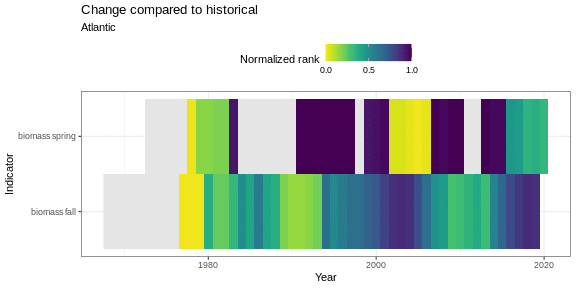 Change compared to historical
Atlantic
Normalized rank
0.0 0.5 1.0
Indicator
biomass spring
biomass fall
1980 2000 2020
Year